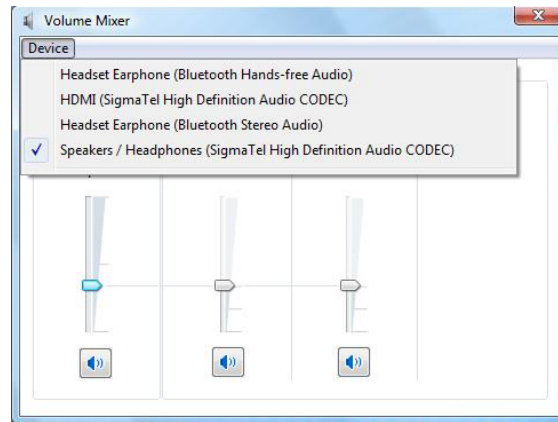 Volume Mixer
Device
Headset Earphone (Bluetooth Hands-free Audio)
HDMI (SigmaTel High Definition Audio CODEC)
Headset Earphone (Bluetooth Stereo Audio)
Speakers / Headphones (SigmaTel High Definition Audio CODEC)